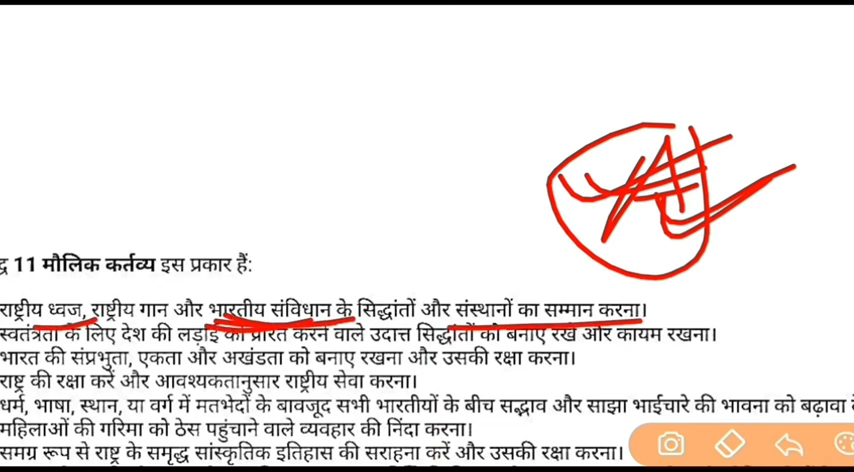 द्ध 11 मौलिक कर्तव्य इस प्रकार हैं:
राष्ट्रीय ध्वज, राष्ट्रीय गान और भारतीय संविधान के सिद्धांतों और संस्थानों का सम्मान करना।
स्वतंत्रता के लिए देश की लड़ाई को प्रेरित करने वाले उदात्त सिद्धांतों को बनाए रखें और कायम रखना।
भारत की संप्रभुता, एकता और अखंडता को बनाए रखना और उसकी रक्षा करना।
राष्ट्र की रक्षा करें और आवश्यकतानुसार राष्ट्रीय सेवा करना।
धर्म, भाषा, स्थान, या वर्ग में मतभेदों के बावजूद सभी भारतीयों के बीच सद्भाव और साझा भाईचारे की भावना को बढ़ावा
महिलाओं की गरिमा को ठेस पहुंचाने वाले व्यवहार की निंदा करना।
समग्र रूप से राष्ट्र के समृद्ध सांस्कृतिक इतिहास की सराहना करें और उसकी रक्षा करना।